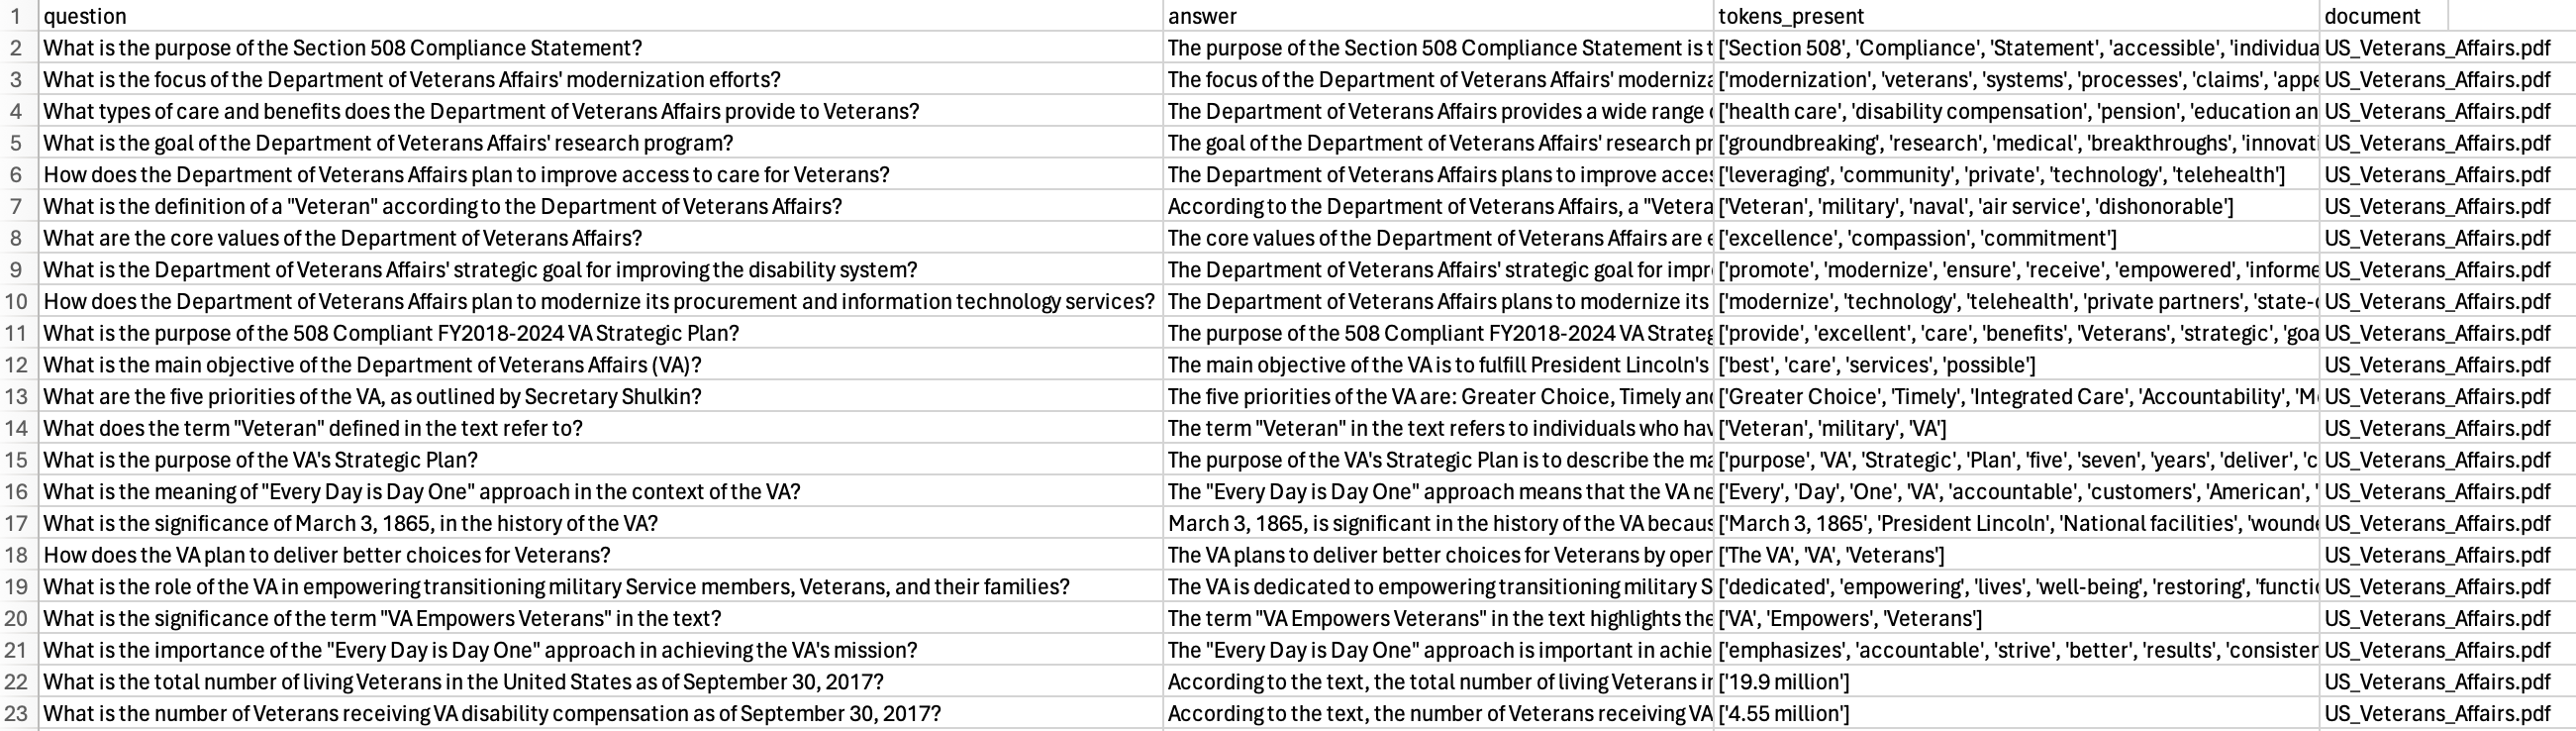 1 question answer tokens_present document
2 What is the purpose of the Section 508 Compliance Statement? The purpose of the Section 508 Compliance Statement is t ['Section 508', 'Compliance', 'Statement', 'accessible', 'individua US_Veterans_Affairs.pdf
3 What is the focus of the Department of Veterans Affairs' modernization efforts? The focus of the Department of Veterans Affairs' moderniza ['modernization', 'veterans', 'systems', 'processes', 'claims', 'appe US_Veterans_Affairs.pdf
4 What types of care and benefits does the Department of Veterans Affairs provide to Veterans? The Department of Veterans Affairs provides a wide range ['health care', 'disability compensation', 'pension', 'education an US_Veterans_Affairs.pdf
5 What is the goal of the Department of Veterans Affairs' research program? The goal of the Department of Veterans Affairs' research pr ['groundbreaking', 'research', 'medical', 'breakthroughs', 'innovati US_Veterans_Affairs.pdf
6 How does the Department of Veterans Affairs plan to improve access to care for Veterans? The Department of Veterans Affairs plans to improve acces ['leveraging', 'community', 'private', 'technology', 'telehealth'] US_Veterans_Affairs.pdf
7 What is the definition of a "Veteran" according to the Department of Veterans Affairs? According to the Department of Veterans Affairs, a "Vetera ['Veteran', 'military', 'naval', 'air service', 'dishonorable'] US_Veterans_Affairs.pdf
8 What are the core values of the Department of Veterans Affairs? The core values of the Department of Veterans Affairs are e ['excellence', 'compassion', 'commitment'] US_Veterans_Affairs.pdf
9 What is the Department of Veterans Affairs' strategic goal for improving the disability system? The Department of Veterans Affairs' strategic goal for impr ['promote', 'modernize', 'ensure', 'receive', 'empowered', 'informe US_Veterans_Affairs.pdf
10 How does the Department of Veterans Affairs plan to modernize its procurement and information technology services? The Department of Veterans Affairs plans to modernize its ['modernize', 'technology', 'telehealth', 'private partners', 'state-o US_Veterans_Affairs.pdf
11 What is the purpose of the 508 Compliant FY2018-2024 VA Strategic Plan? The purpose of the 508 Compliant FY2018-2024 VA Strateg ['provide', 'excellent', 'care', 'benefits', 'Veterans', 'strategic', 'goa US_Veterans_Affairs.pdf
12 What is the main objective of the Department of Veterans Affairs (VA)? The main objective of the VA is to fulfill President Lincoln's ['best', 'care', 'services', 'possible'] US_Veterans_Affairs.pdf
13 What are the five priorities of the VA, as outlined by Secretary Shulkin? The five priorities of the VA are: Greater Choice, Timely and ['Greater Choice', 'Timely', 'Integrated Care', 'Accountability', 'Mo US_Veterans_Affairs.pdf
14 What does the term "Veteran" defined in the text refer to? The term "Veteran" in the text refers to individuals who hav ['Veteran', 'military', 'VA'] US_Veterans_Affairs.pdf
15 What is the purpose of the VA's Strategic Plan? The purpose of the VA's Strategic Plan is to describe the ma ['purpose', 'VA', 'Strategic', 'Plan', 'five', 'seven', 'years', 'deliver', 'c US_Veterans_Affairs.pdf
16 What is the meaning of "Every Day is Day One" approach in the context of the VA? The "Every Day is Day One" approach means that the VA ne ['Every', 'Day', 'One', 'VA', 'accountable', 'customers', 'American', ' US_Veterans_Affairs.pdf
17 What is the significance of March 3, 1865, in the history of the VA? March 3, 1865, is significant in the history of the VA becaus ['March 3, 1865', 'President Lincoln', 'National facilities', 'wounde US_Veterans_Affairs.pdf
18 How does the VA plan to deliver better choices for Veterans? The VA plans to deliver better choices for Veterans by oper ['The VA', 'VA', 'Veterans'] US_Veterans_Affairs.pdf
19 What is the role of the VA in empowering transitioning military Service members, Veterans, and their families? The VA is dedicated to empowering transitioning military S ['dedicated', 'empowering', 'lives', 'well-being', 'restoring', 'functio US_Veterans_Affairs.pdf
20 What is the significance of the term "VA Empowers Veterans" in the text? The term "VA Empowers Veterans" in the text highlights the ['VA', 'Empowers', 'Veterans'] US_Veterans_Affairs.pdf
21 What is the importance of the "Every Day is Day One" approach in achieving the VA's mission? The "Every Day is Day One" approach is important in achie ['emphasizes', 'accountable', 'strive', 'better', 'results', 'consisten US_Veterans_Affairs.pdf
22 What is the total number of living Veterans in the United States as of September 30, 2017? According to the text, the total number of living Veterans in ['19.9 million'] US_Veterans_Affairs.pdf
23 What is the number of Veterans receiving VA disability compensation as of September 30, 2017? According to the text, the number of Veterans receiving VA ['4.55 million'] US_Veterans_Affairs.pdf